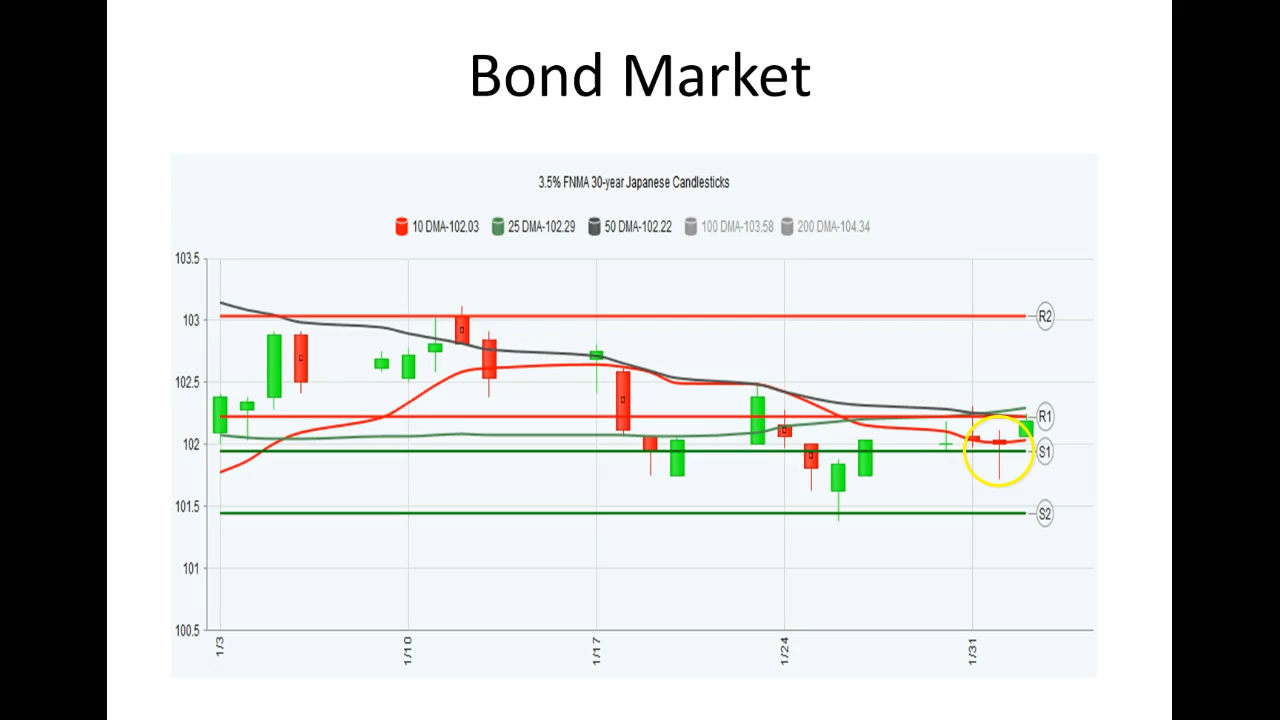 Bond Market
3.5% FNMA 30-year Japanese Candlesticks
10 DMA-102.03 25 DMA-102.29 50 DMA-102.22 100 DMA-103.58 200 DMA-104.34
103.5
103
R2
102.5
R1
102
S1
101.5
S2
101
100.5
1/3 1/10 1/17 1/24 1/31